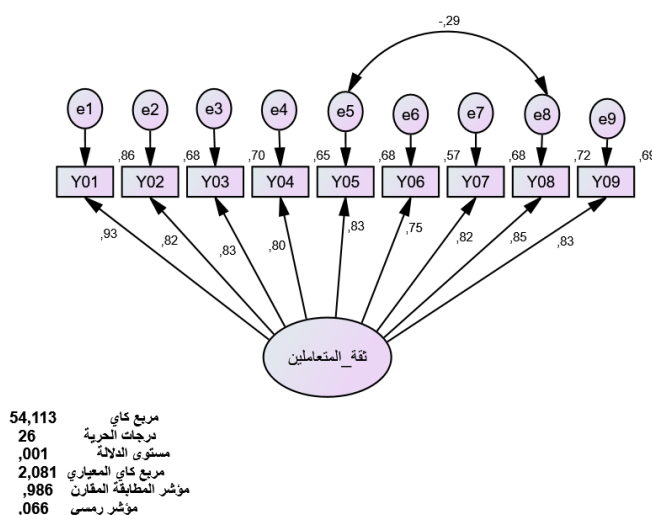 -,29
e1 e2 e3 e4 e5 e6 e7 e8 e9
,86 ,68 ,70 ,65 ,68 ,57 ,68 ,72 ,69
Y01 Y02 Y03 Y04 Y05 Y06 Y07 Y08 Y09
,93 ,82 ,83 ,80 ,83 ,75 ,82 ,85 ,83
ثقة_المتعاملين
مربع كاي 54,113
درجات الحرية 26
مستوى الدلالة ,001
مربع كاي المعياري 2,081
مؤشر المطابقة المقارن ,986
مؤشر رمسي ,066